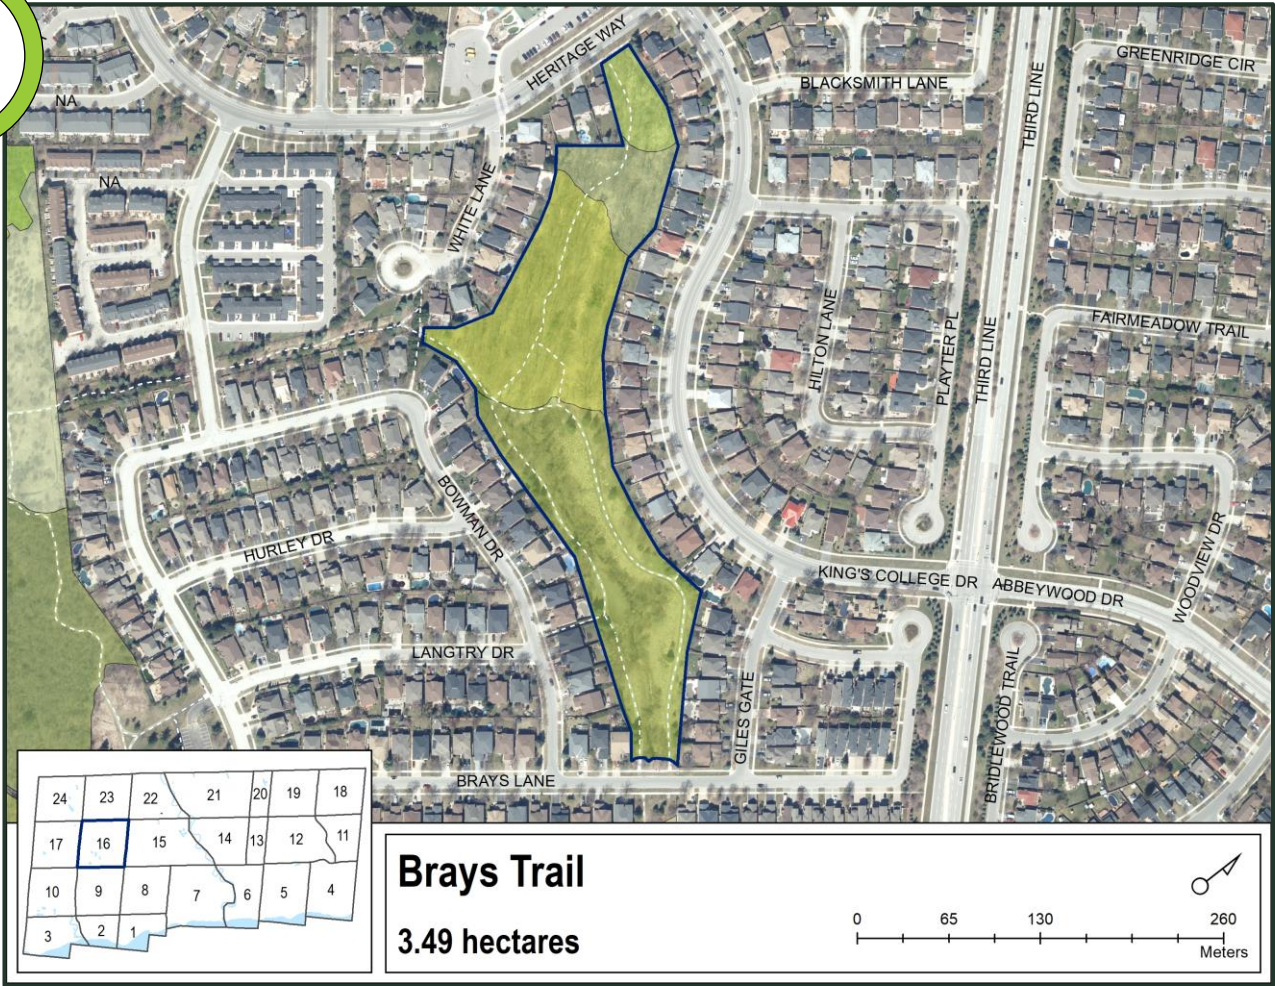 HERITAGE WAY
BLACKSMITH LANE
GREENRIDGE CIR
THIRD LINE
NA
NA
WHITE LANE
HILTON LANE
PLAYTER PL
THIRD LINE
FAIRMEADOW TRAIL
BOWMAN DR
HURLEY DR
WOODVIEW DR
KING'S COLLEGE DR
ABBEYWOOD DR
LANGTRY DR
GILES GATE
BRIDLEWOOD TRAIL
BRAYS LANE
24 23 22 21 20 19 18
17 16 15 14 13 12 11
10 9 8 7 6 5 4
3 2 1
Brays Trail
3.49 hectares
0 65 130 260
Meters